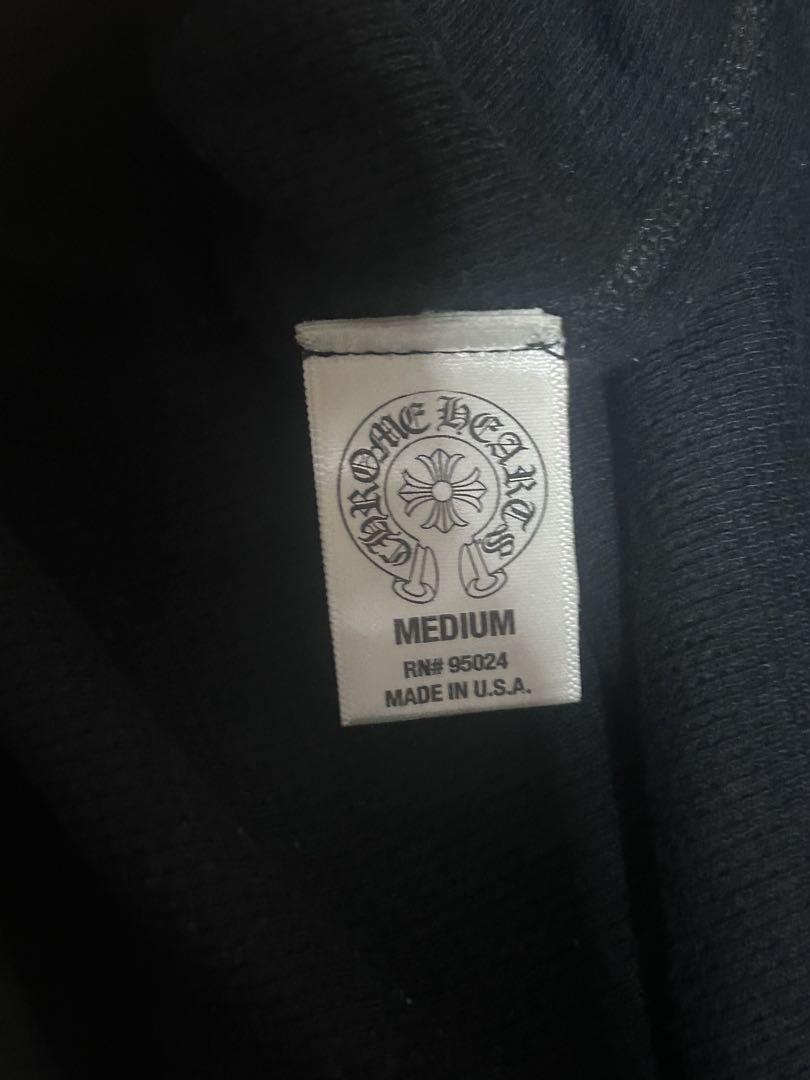 CHROME HEARTS
MEDIUM
RN# 95024
MADE IN U.S.A.